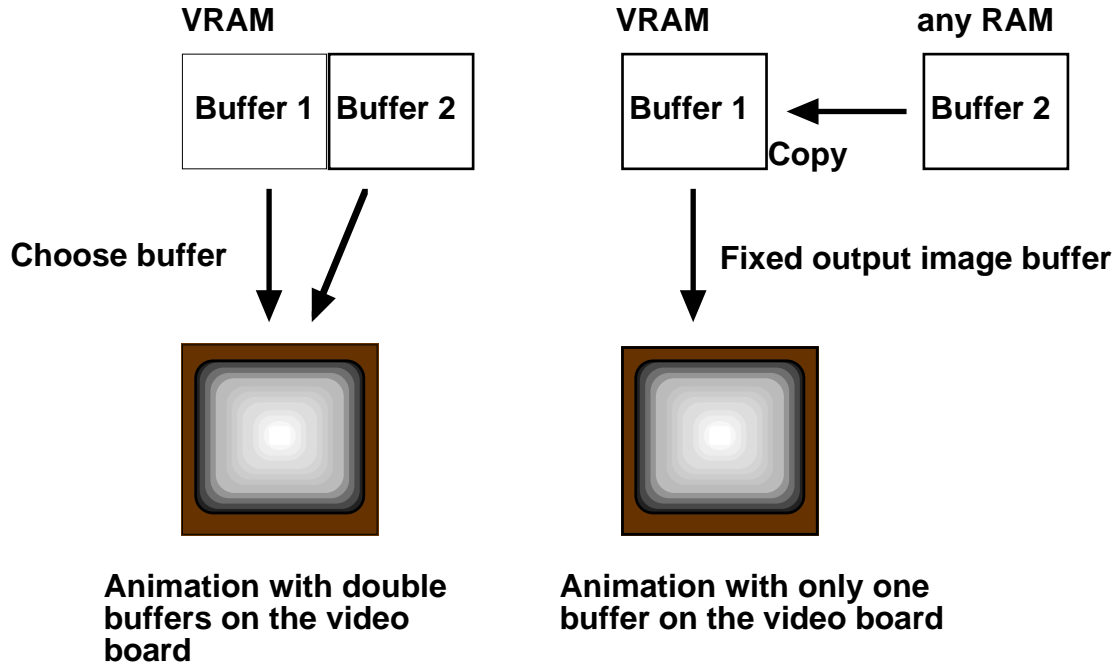 VRAM
Buffer 1
Buffer 2
Choose buffer
Animation with double
buffers on the video
board
VRAM
any RAM
Buffer 1
Buffer 2
Copy
Fixed output image buffer
Animation with only one
buffer on the video board